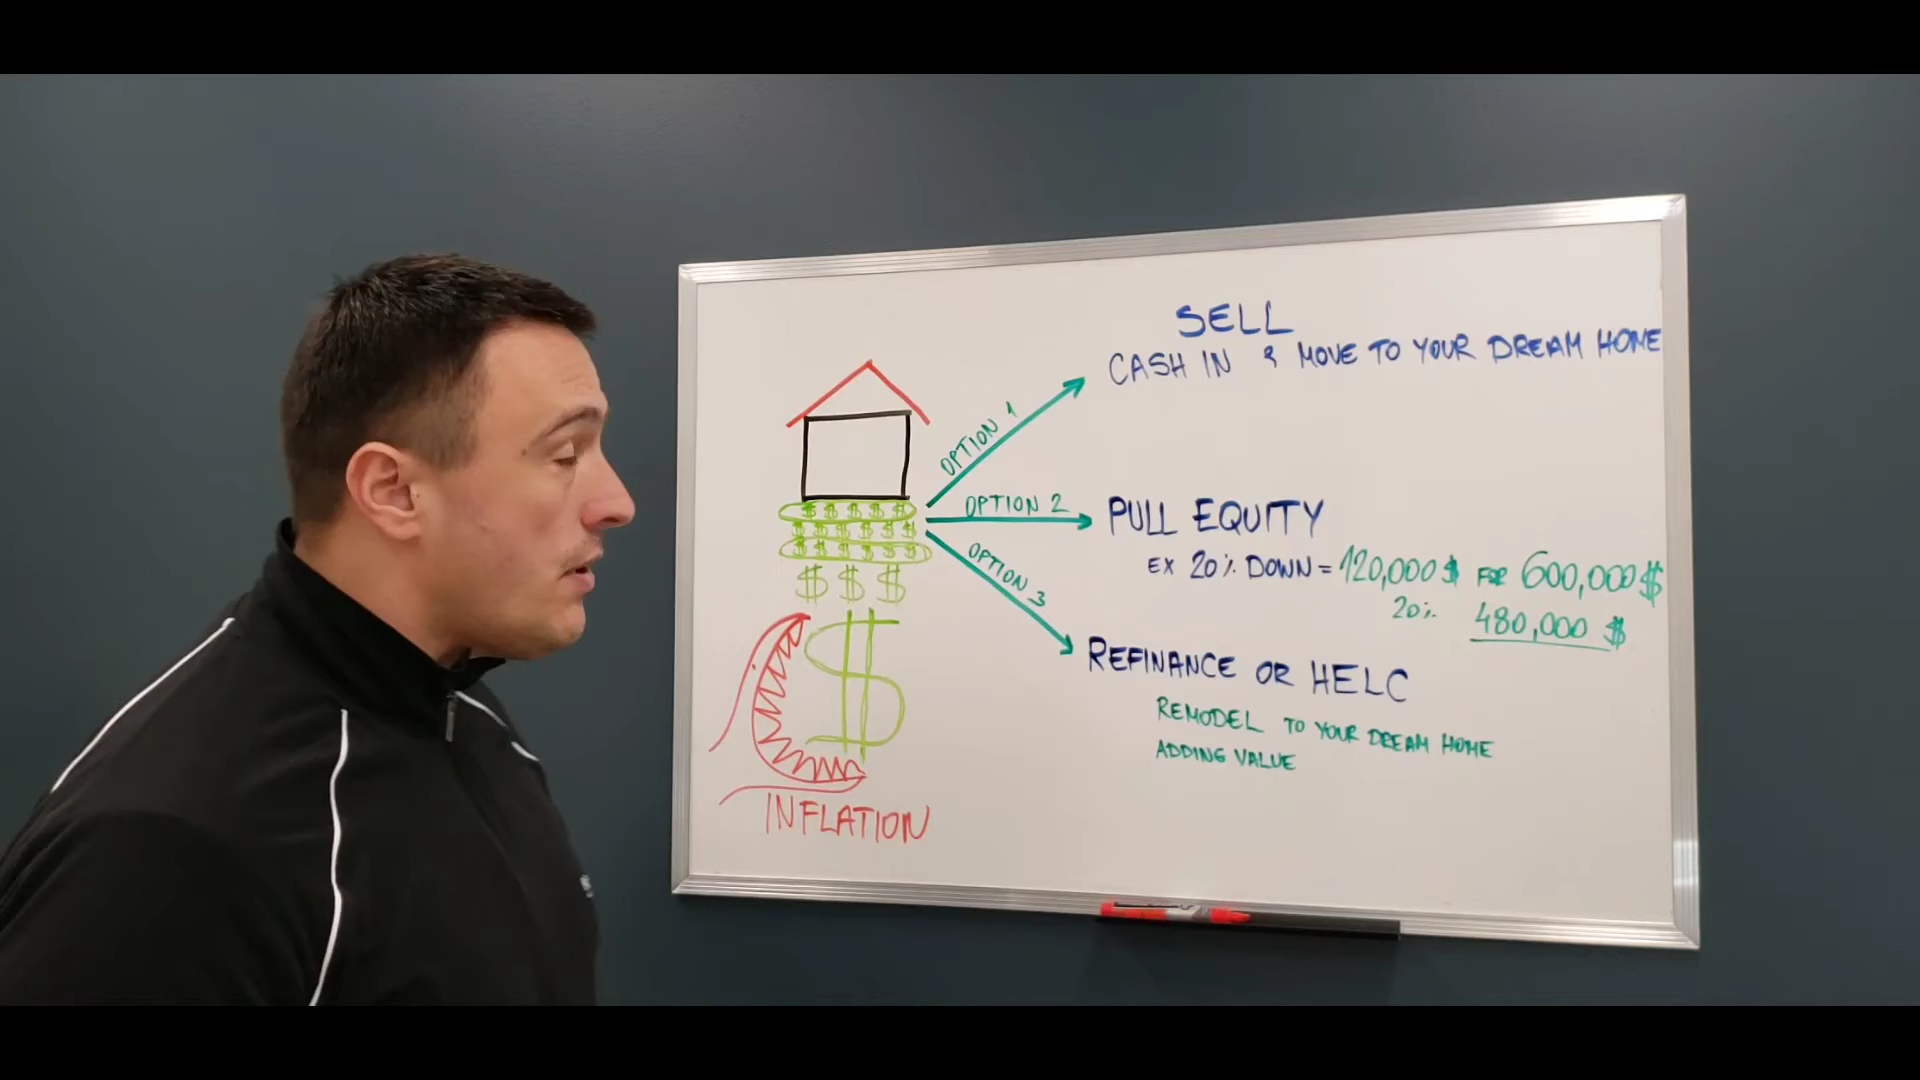 SELL
CASH IN & MOVE TO YOUR DREAM HOME
OPTION 1
OPTION 2
PULL EQUITY
EX 20% DOWN = 120,000 $ FOR 600,000 $
20% 480,000 $
OPTION 3
REFINANCE OR HELC
REMODEL TO YOUR DREAM HOME
ADDING VALUE
$ $ $ $ $
$ $ $ $ $ $
$ $ $ $ $ $
$ $ $
$
INFLATION